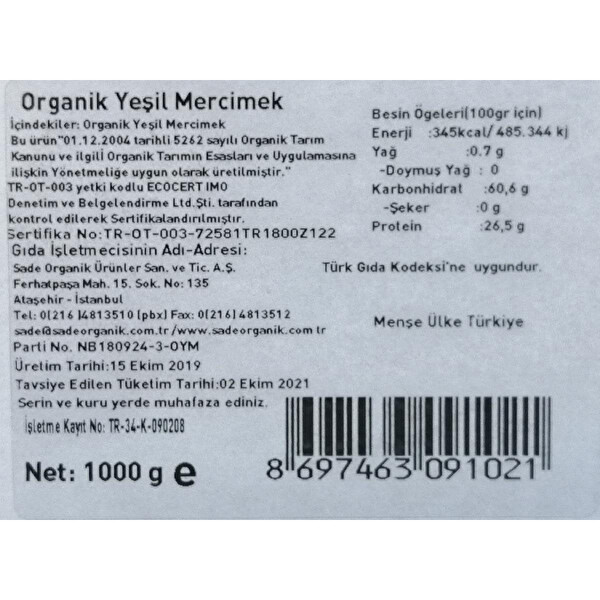 Organik Yeşil Mercimek
İçindekiler: Organik Yeşil Mercimek
Bu ürün"01.12.2004 tarihli 5262 sayılı Organik Tarım
Kanunu ve ilgili Organik Tarımın Esasları ve Uygulamasına
ilişkin Yönetmeliğe uygun olarak üretilmiştir."
TR-OT-003 yetki kodlu ECOCERT IMO
Denetim ve Belgelendirme Ltd.Şti. tarafından
kontrol edilerek Sertifikalandırılmıştır.
Sertifika No:TR-OT-003-72581TR1800Z122
Gıda İşletmecisinin Adı-Adresi:
Sade Organik Ürünler San. ve Tic. A.Ş.
Ferhatpaşa Mah. 15. Sok. No: 135
Ataşehir - İstanbul
Tel: 0(216)4813510 (pbx) Fax: 0(216)4813512
sade@sadeorganik.com.tr/www.sadeorganik.com.tr
Parti No. NB180924-3-OYM
Üretim Tarihi:15 Ekim 2019
Tavsiye Edilen Tüketim Tarihi:02 Ekim 2021
Serin ve kuru yerde muhafaza ediniz.
İşletme Kayıt No: TR-34-K-090208
Net: 1000 g e
Besin Ögeleri(100gr için)
Enerji :345kcal/ 485.344 kj
Yağ :0.7 g
-Doymuş Yağ : 0
Karbonhidrat :60,6 g
-Şeker :0 g
Protein :26,5 g
Türk Gıda Kodeksi'ne uygundur.
Menşe Ülke Türkiye
8 697463 091021